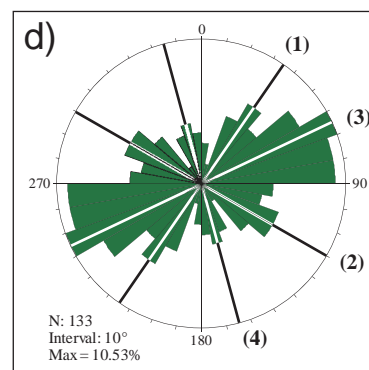 d)
0
(1)
(3)
270
90
(2)
N: 133
Interval: 10°
Max = 10.53%
180
(4)